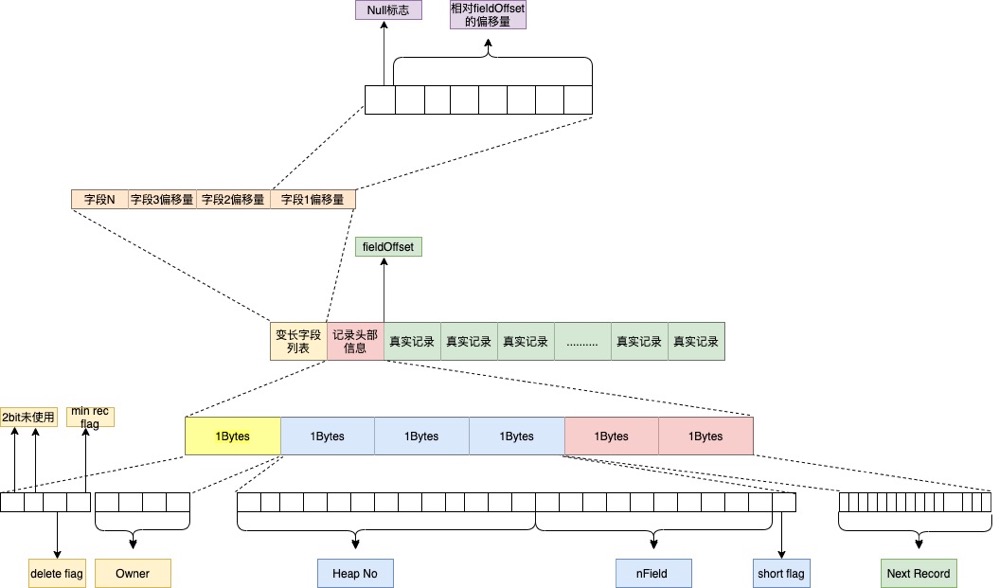 Null标志
相对fieldOffset
的偏移量
字段N
字段3偏移量
字段2偏移量
字段1偏移量
fieldOffset
变长字段
列表
记录头部
信息
真实记录
真实记录
真实记录
..........
真实记录
真实记录
2bit未使用
min rec
flag
1Bytes
1Bytes
1Bytes
1Bytes
1Bytes
1Bytes
delete flag
Owner
Heap No
nField
short flag
Next Record